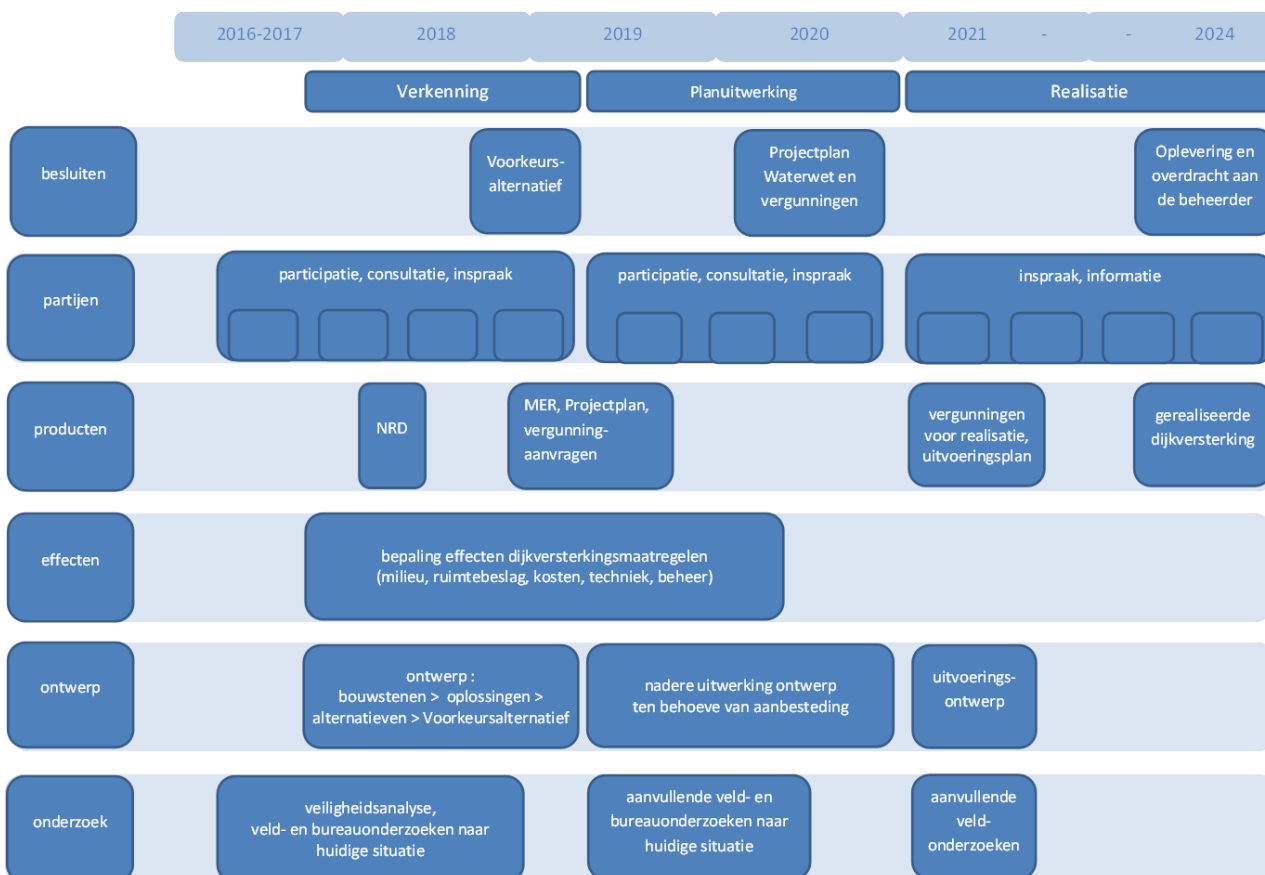 2016-2017 2018 2019 2020 2021 - - 2024
Verkenning Planuitwerking Realisatie
besluiten
Voorkeurs-
alternatief
Projectplan
Waterwet en
vergunningen
Oplevering en
overdracht aan
de beheerder
partijen
participatie, consultatie, inspraak
participatie, consultatie, inspraak
inspraak, informatie
producten
NRD
MER, Projectplan,
vergunning-
aanvragen
vergunningen
voor realisatie,
uitvoeringsplan
gerealiseerde
dijkversterking
effecten
bepaling effecten dijkversterkingsmaatregelen
(milieu, ruimtebeslag, kosten, techniek, beheer)
ontwerp
ontwerp :
bouwstenen > oplossingen >
alternatieven > Voorkeursalternatief
nadere uitwerking ontwerp
ten behoeve van aanbesteding
uitvoerings-
ontwerp
onderzoek
veiligheidsanalyse,
veld- en bureauonderzoeken naar
huidige situatie
aanvullende veld- en
bureauonderzoeken naar
huidige situatie
aanvullende
veld-
onderzoeken